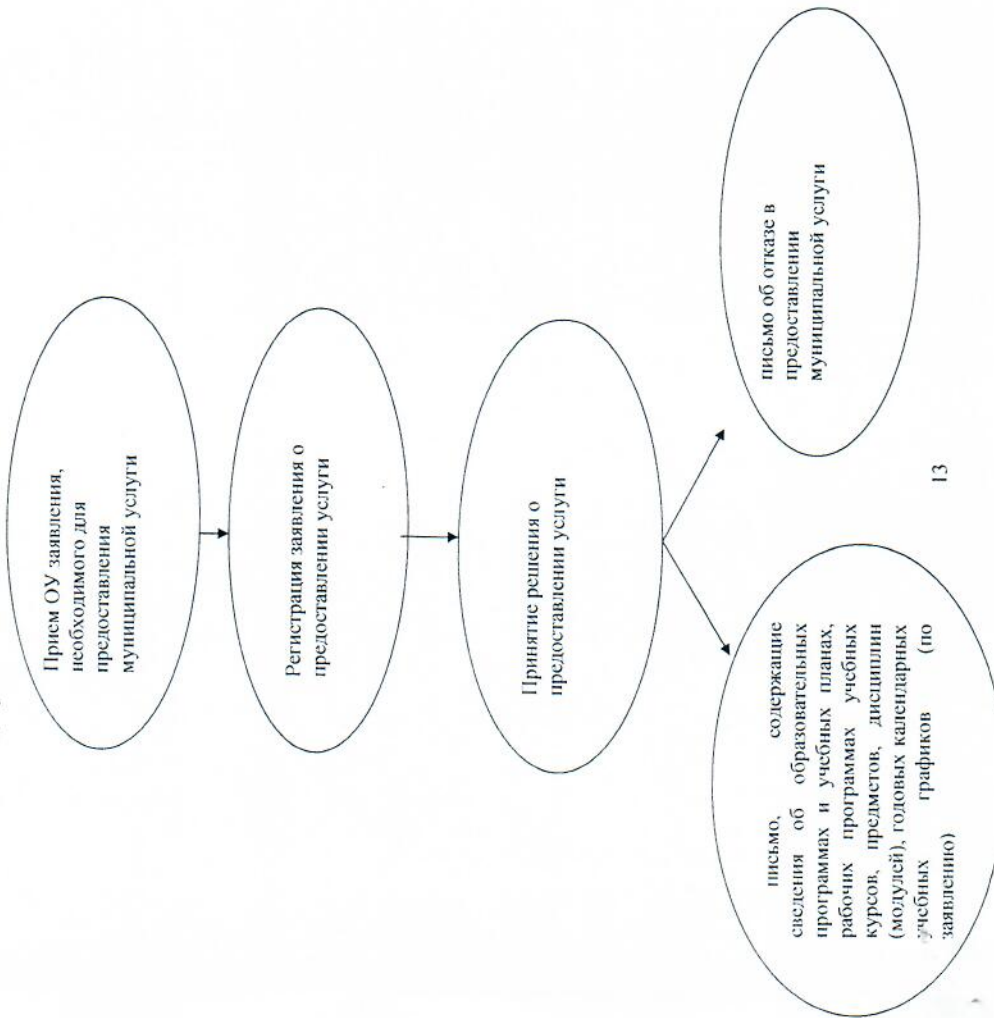 Прием ОУ заявления,
необходимого для
предоставления
муниципальной услуги
Регистрация заявления о
предоставлении услуги
Принятие решения о
предоставлении услуги
письмо, содержащие
сведения об образовательных
программах и учебных планах,
рабочих программах учебных
курсов, предметов, дисциплин
(модулей), годовых календарных
учебных графиков (по
заявлению)
письмо об отказе в
предоставлении
муниципальной услуги
13